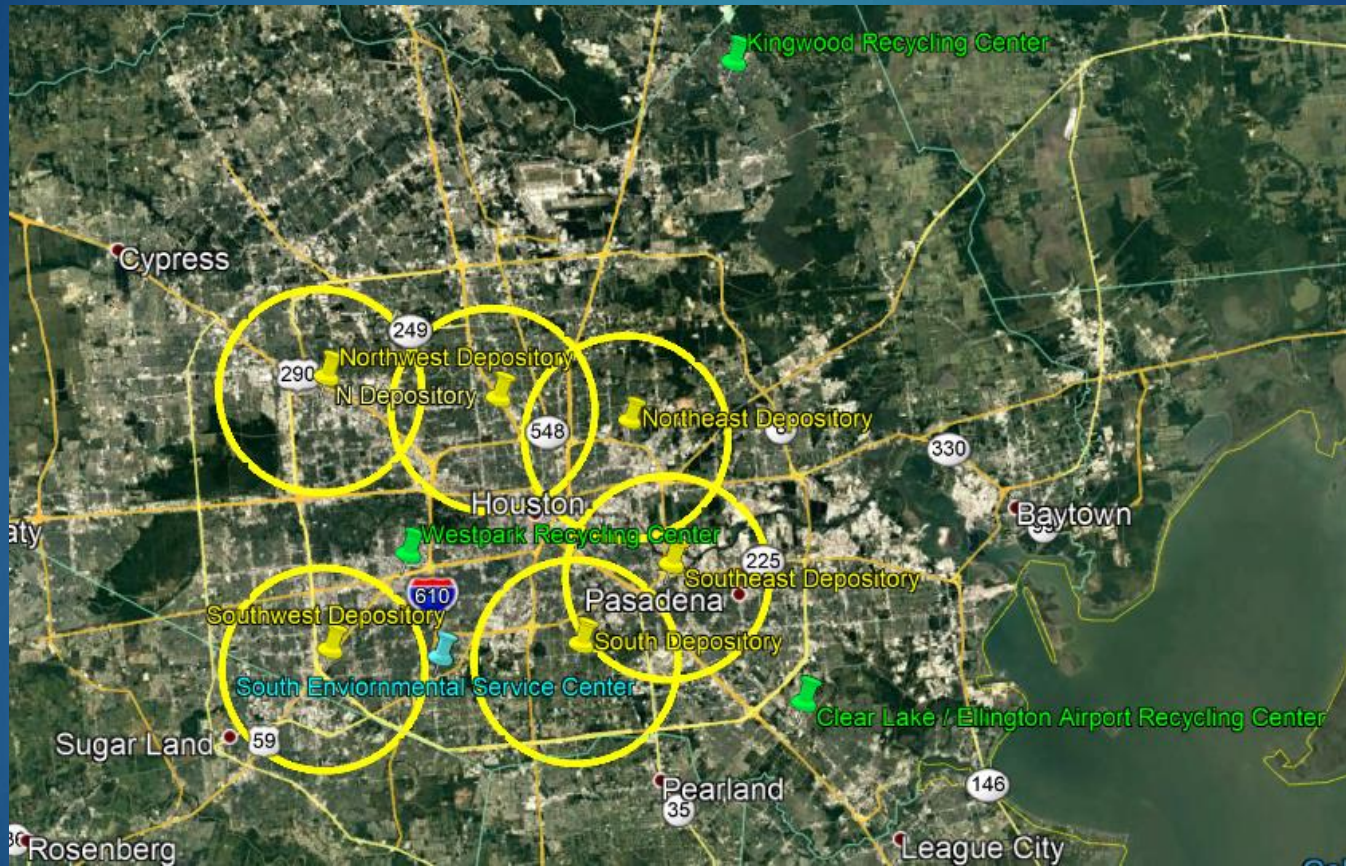 Kingwood Recycling Center
Cypress
249
Northwest Depository
290
N Depository
Northeast Depository
548
330
Houston
Baytown
Westpark Recycling Center
225
Southeast Depository
610
Pasadena
Southwest Depository
South Depository
South Enviornmental Service Center
Clear Lake / Ellington Airport Recycling Center
Sugar Land
59
Pearland
146
35
Rosenberg
League City